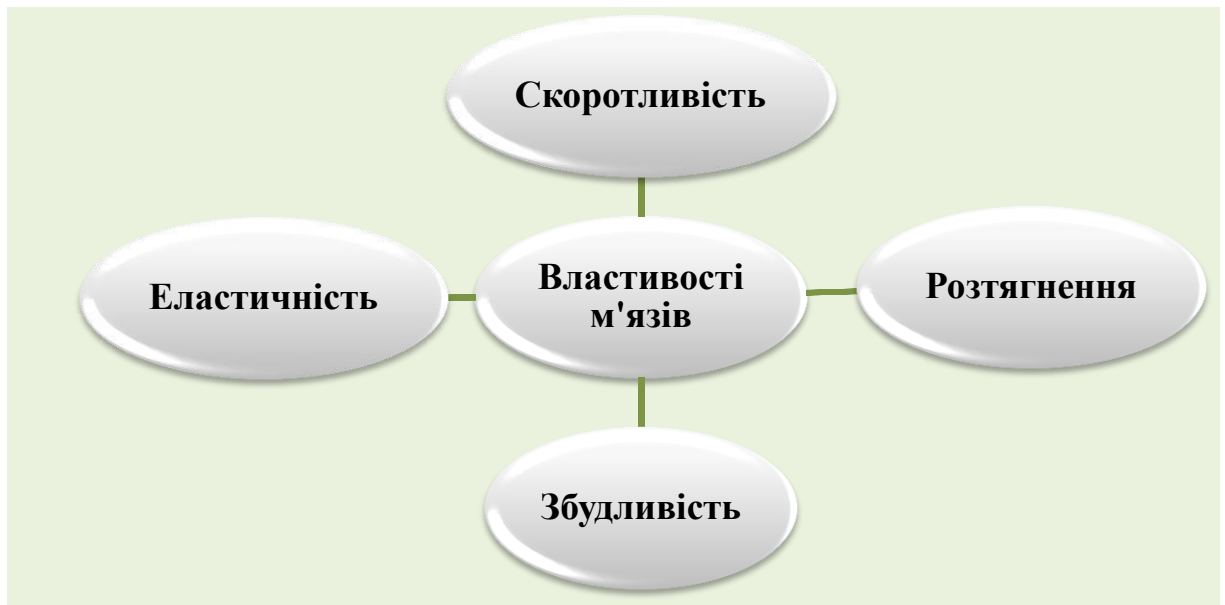 Скоротливість
Еластичність
Властивості
м'язів
Розтягнення
Збудливість